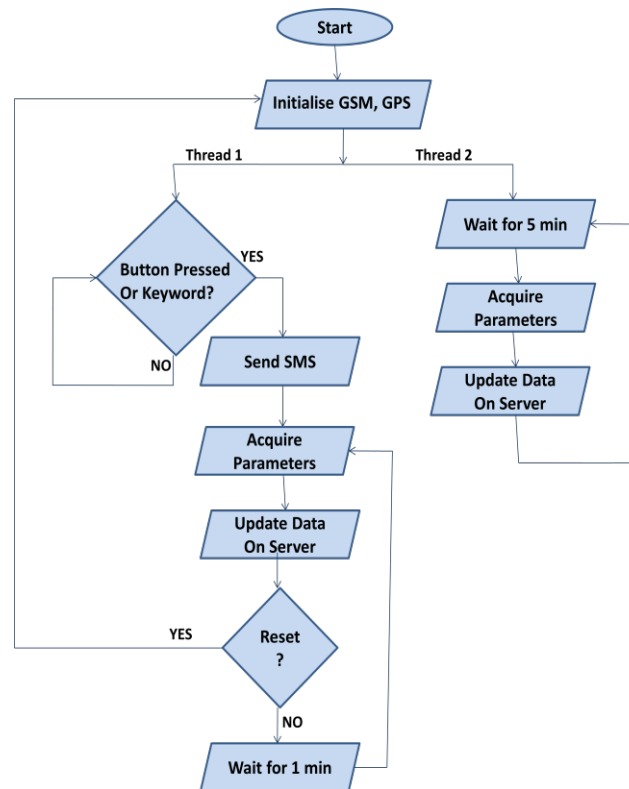 Start
Initialise GSM, GPS
Thread 1
Thread 2
Button Pressed
Or Keyword?
YES
NO
Send SMS
Acquire
Parameters
Update Data
On Server
Reset
?
YES
NO
Wait for 1 min
Wait for 5 min
Acquire
Parameters
Update Data
On Server